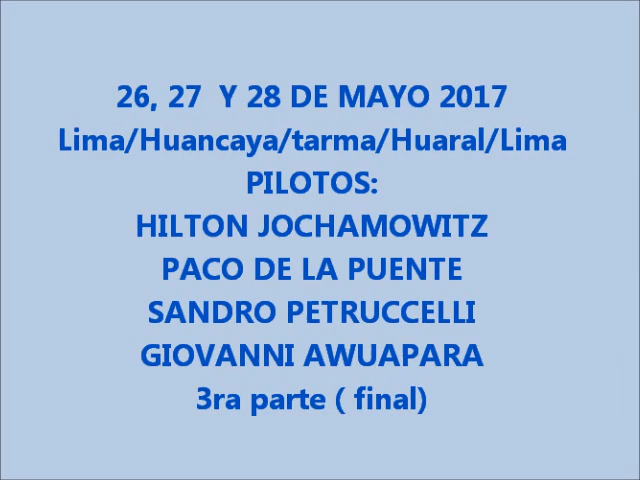 26, 27  Y 28 DE MAYO 2017
Lima/Huancaya/tarma/Huaral/Lima
PILOTOS:
HILTON JOCHAMOWITZ
PACO DE LA PUENTE
SANDRO PETRUCCELLI
GIOVANNI AWUAPARA
3ra parte ( final)